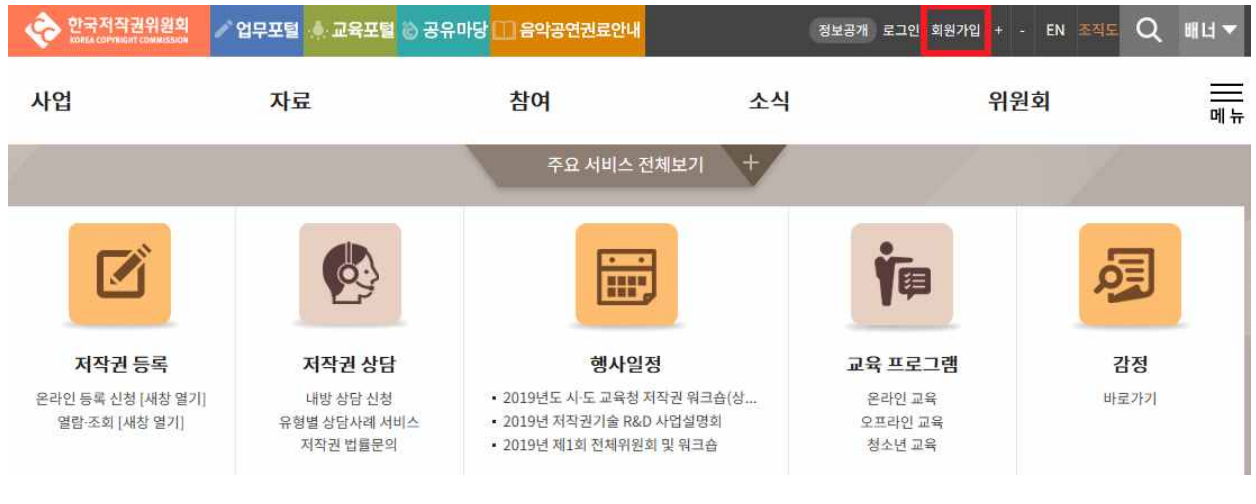 한국저작권위원회
KOREA COPYRIGHT COMMISSION
업무포털
교육포털
공유마당
음악공연권료안내
정보공개
로그인
회원가입
+
-
EN
조직도
배너▼
사업
자료
참여
소식
위원회
메뉴
주요 서비스 전체보기 +
저작권 등록
온라인 등록 신청 [새창 열기]
열람·조회 [새창 열기]
저작권 상담
내방 상담 신청
유형별 상담사례 서비스
저작권 법률문의
행사일정
▪ 2019년도 시·도 교육청 저작권 워크숍(상...
▪ 2019년 저작권기술 R&D 사업설명회
▪ 2019년 제1회 전체위원회 및 워크숍
교육 프로그램
온라인 교육
오프라인 교육
청소년 교육
감정
바로가기